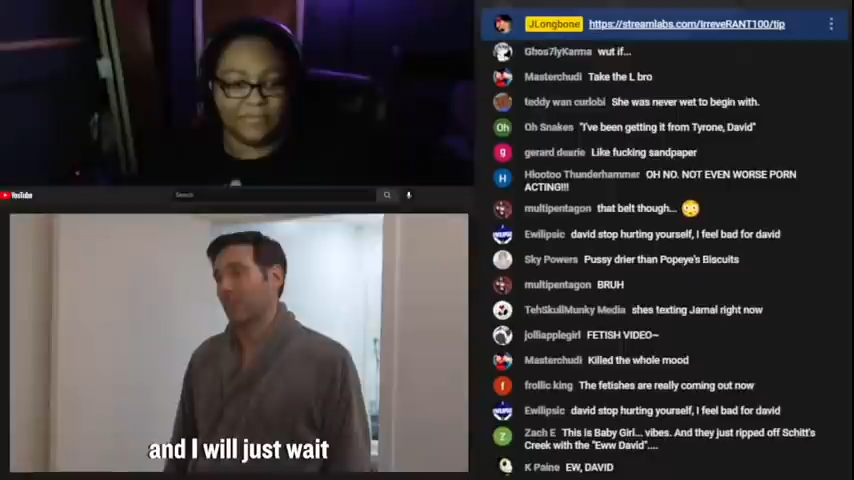 JLongbone https://streamlabs.com/IrreveRANT100/tip
Ghos7lyKarma wut if...
Masterchudi Take the L bro
teddy wan curlobi She was never wet to begin with.
Oh Oh Snakes "I've been getting it from Tyrone, David"
g gerard dearie Like fucking sandpaper
H Hlootoo Thunderhammer OH NO. NOT EVEN WORSE PORN
ACTING!!!
YouTube
Search
multipentagon that belt though... 😳
Ewilipsic david stop hurting yourself, I feel bad for david
Sky Powers Pussy drier than Popeye's Biscuits
multipentagon BRUH
TehSkullMunky Media shes texting Jamal right now
jolliapplegirl FETISH VIDEO~
Masterchudi Killed the whole mood
f frollic king The fetishes are really coming out now
Ewilipsic david stop hurting yourself, I feel bad for david
Z Zach E This is Baby Girl... vibes. And they just ripped off Schitt's
Creek with the "Eww David"....
and I will just wait
K Paine EW, DAVID